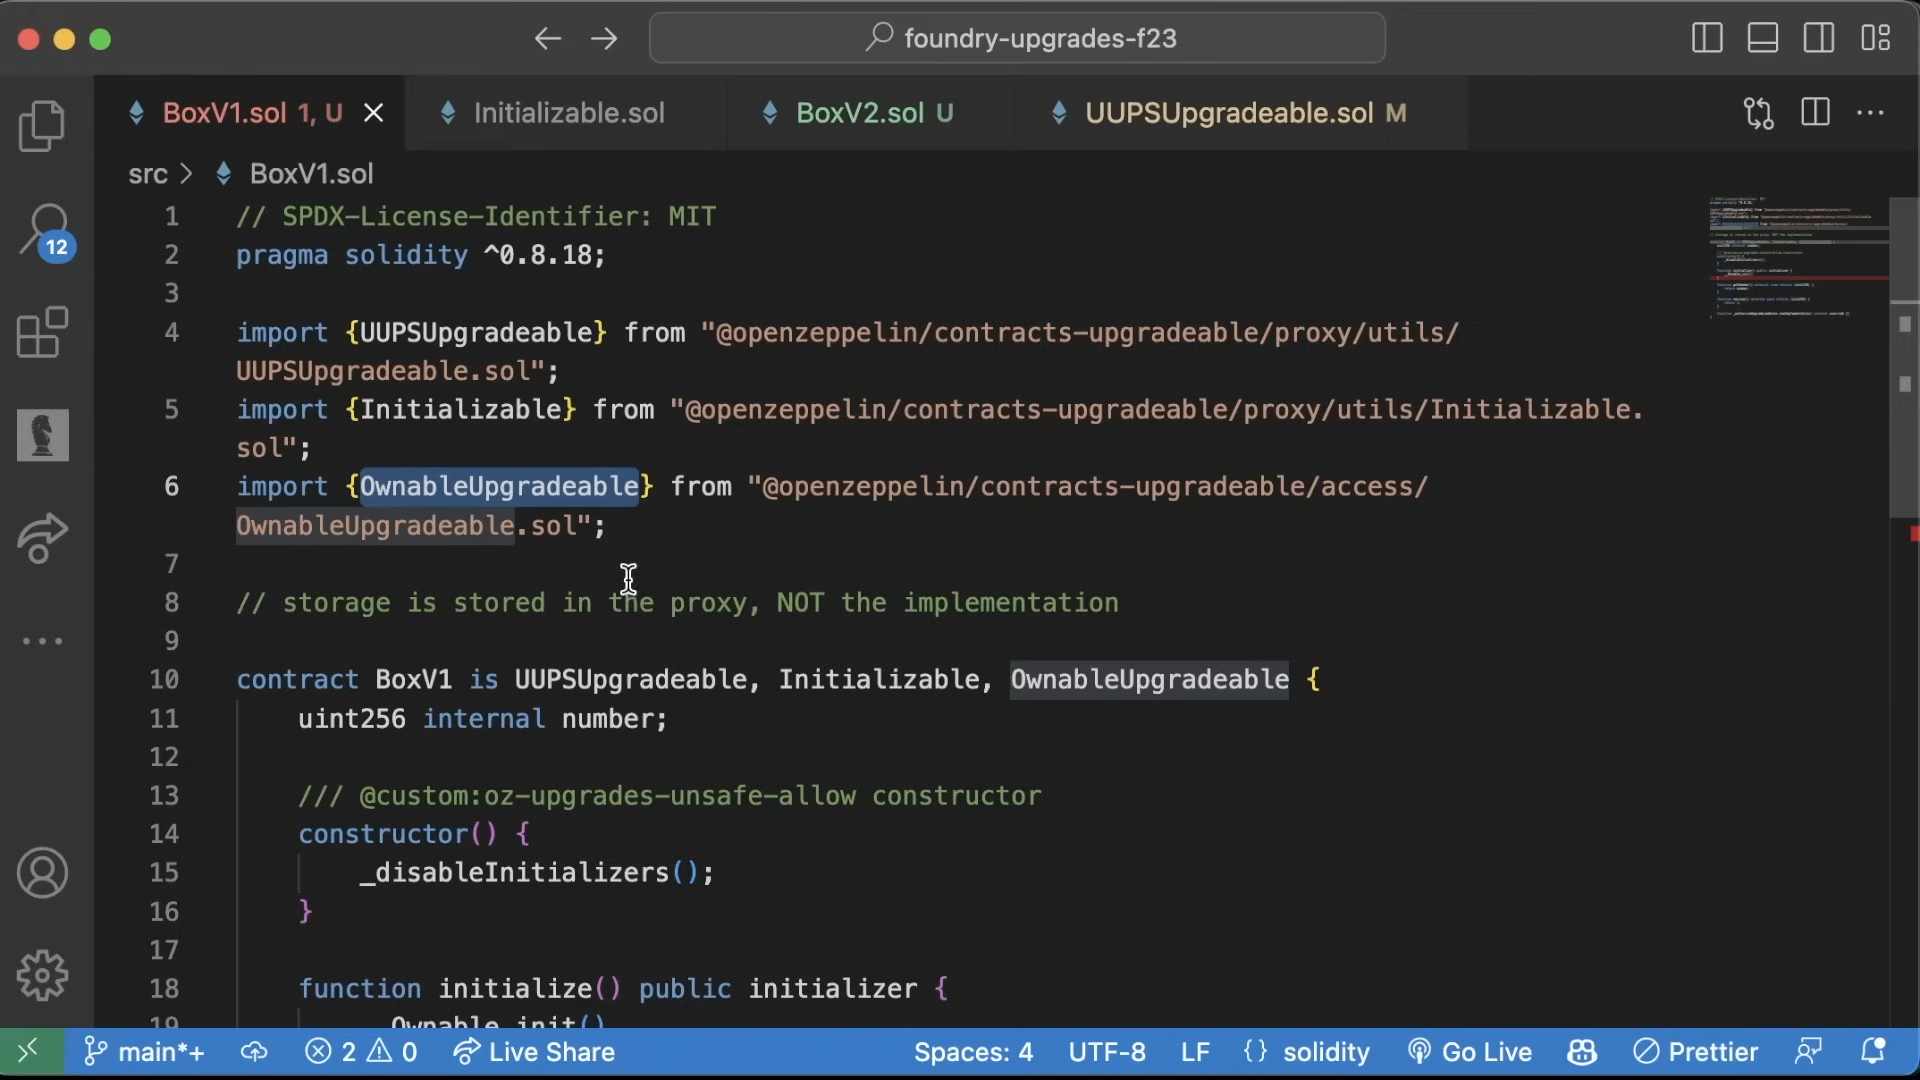 foundry-upgrades-f23
BoxV1.sol 1, U
Initializable.sol
BoxV2.sol U
UUPSUpgradeable.sol M
src > BoxV1.sol
12
1 // SPDX-License-Identifier: MIT
2 pragma solidity ^0.8.18;
3
4 import {UUPSUpgradeable} from "@openzeppelin/contracts-upgradeable/proxy/utils/
UUPSUpgradeable.sol";
5 import {Initializable} from "@openzeppelin/contracts-upgradeable/proxy/utils/Initializable.
sol";
6 import {OwnableUpgradeable} from "@openzeppelin/contracts-upgradeable/access/
OwnableUpgradeable.sol";
7
8 // storage is stored in the proxy, NOT the implementation
9
10 contract BoxV1 is UUPSUpgradeable, Initializable, OwnableUpgradeable {
11 uint256 internal number;
12
13 /// @custom:oz-upgrades-unsafe-allow constructor
14 constructor() {
15 _disableInitializers();
16 }
17
18 function initialize() public initializer {
19 __Ownable_init()
main*+ 2 0 Live Share Spaces: 4 UTF-8 LF {} solidity Go Live Prettier